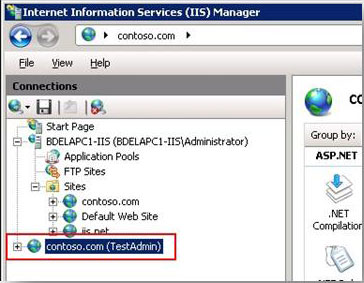 Internet Information Services (IIS) Manager
contoso.com
File View Help
Connections
Start Page
BDELAPC1-IIS (BDELAPC1-IIS\Administrator)
Application Pools
FTP Sites
Sites
contoso.com
Default Web Site
iis.net
contoso.com (TestAdmin)
Group by:
ASP.NET
.NET
Compilation